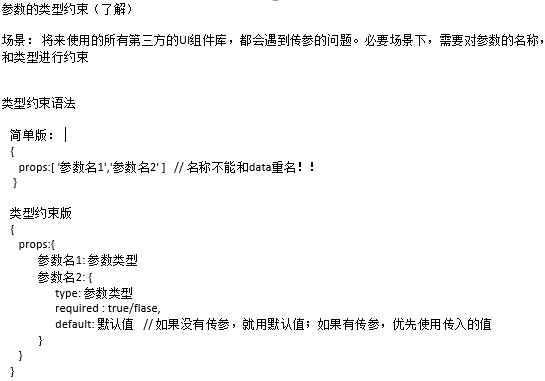 参数的类型约束（了解）
场景： 将来使用的所有第三方的UI组件库，都会遇到传参的问题。必要场景下，需要对参数的名称，
和类型进行约束
类型约束语法
简单版：
{
props:[ '参数名1','参数名2' ] // 名称不能和data重名！！
}
类型约束版
{
props:{
参数名1: 参数类型
参数名2: {
type: 参数类型
required : true/flase,
default: 默认值 // 如果没有传参，就用默认值；如果有传参，优先使用传入的值
}
}
}